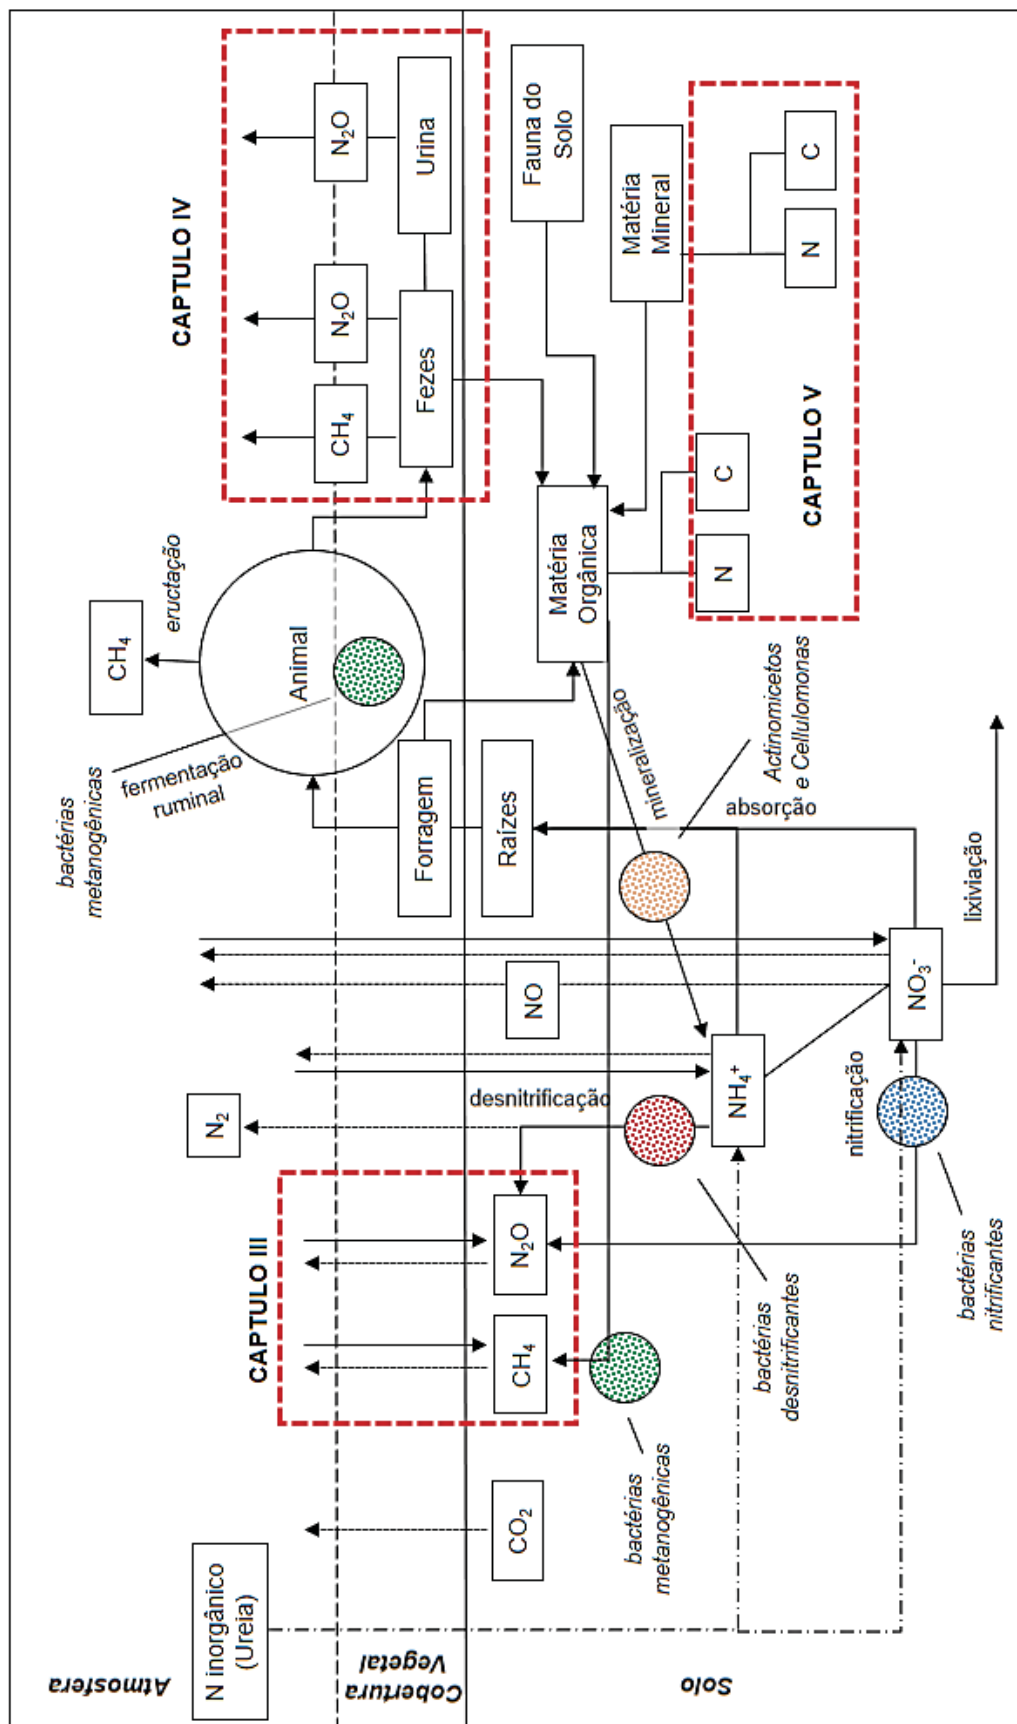 Atmosfera
Cobertura
Vegetal
Solo
N inorgânico
(Ureia)
CO2
CAPTULO III
CH4
N2O
bactérias
metanogênicas
N2
desnitrificação
bactérias
desnitrificantes
NH4+
nitrificação
bactérias
nitrificantes
NO
NO3-
lixiviação
absorção
bactérias
metanogênicas
fermentação
ruminal
CH4
eructação
Animal
Forragem
Raízes
mineralização
Actinomicetos
e Cellulomonas
Matéria
Orgânica
N
C
CAPTULO IV
CH4
N2O
N2O
Fezes
Urina
Fauna do
Solo
Matéria
Mineral
N
C
CAPTULO V